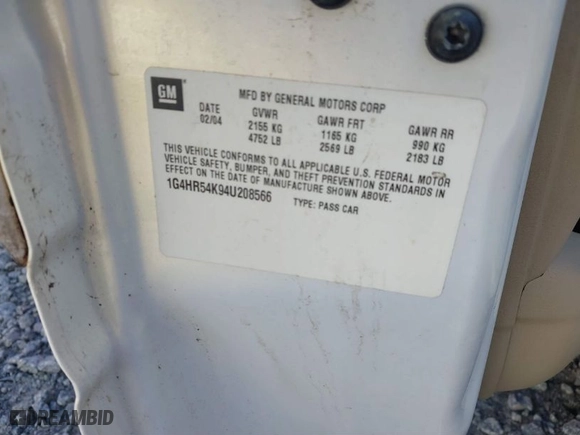 GM
MFD BY GENERAL MOTORS CORP
DATE GVWR GAWR FRT GAWR RR
02/04 2155 KG 1165 KG 990 KG
4752 LB 2569 LB 2183 LB
THIS VEHICLE CONFORMS TO ALL APPLICABLE U.S. FEDERAL MOTOR
VEHICLE SAFETY, BUMPER, AND THEFT PREVENTION STANDARDS IN
EFFECT ON THE DATE OF MANUFACTURE SHOWN ABOVE.
1G4HR54K94U208566 TYPE: PASS CAR
DREAMBID